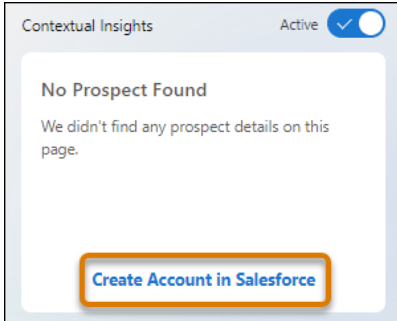 Contextual Insights Active
No Prospect Found
We didn't find any prospect details on this
page.
Create Account in Salesforce